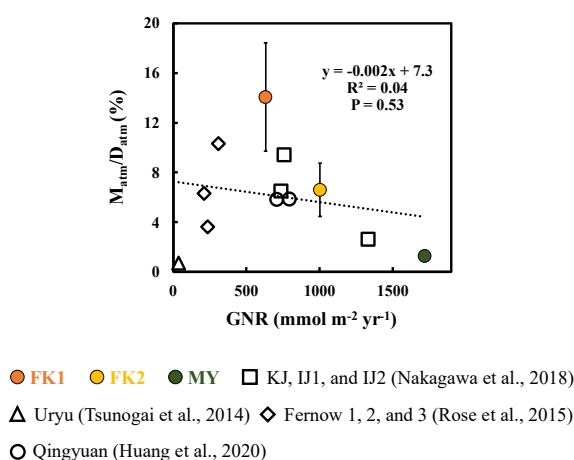 20
16
12
8
4
0
M_atm/D_atm (%)
y = -0.002x + 7.3
R² = 0.04
P = 0.53
0 500 1000 1500
GNR (mmol m⁻² yr⁻¹)
FK1 FK2 MY KJ, IJ1, and IJ2 (Nakagawa et al., 2018)
Uryu (Tsunogai et al., 2014) Fernow 1, 2, and 3 (Rose et al., 2015)
Qingyuan (Huang et al., 2020)